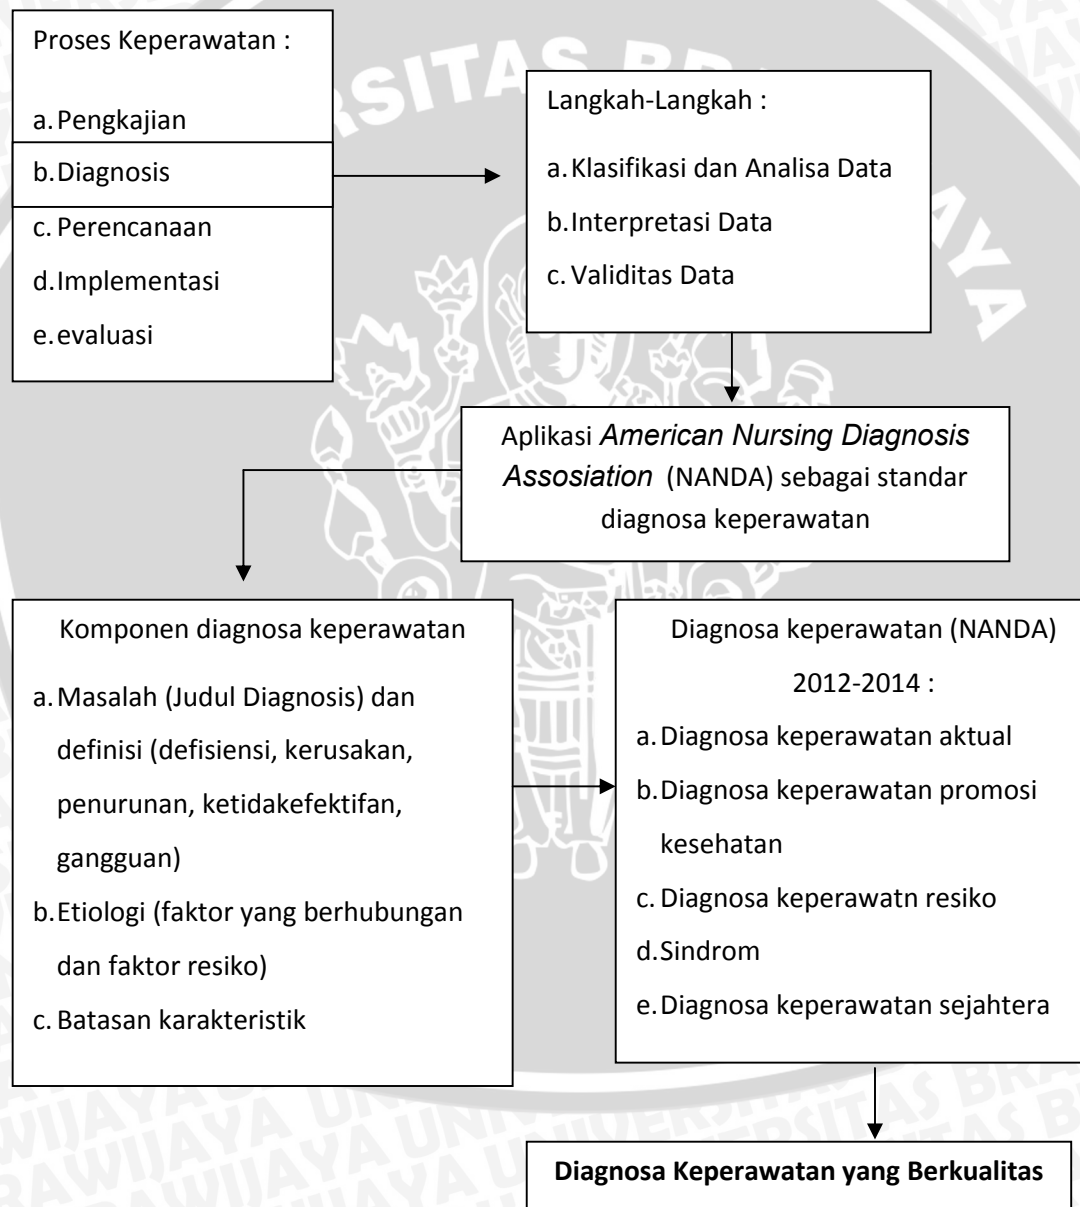 Proses Keperawatan :
a. Pengkajian
b. Diagnosis
c. Perencanaan
d. Implementasi
e. evaluasi
Langkah-Langkah :
a. Klasifikasi dan Analisa Data
b. Interpretasi Data
c. Validitas Data
Aplikasi American Nursing Diagnosis
Assosiation (NANDA) sebagai standar
diagnosa keperawatan
Komponen diagnosa keperawatan
a. Masalah (Judul Diagnosis) dan
definisi (defisiensi, kerusakan,
penurunan, ketidakefektifan,
gangguan)
b. Etiologi (faktor yang berhubungan
dan faktor resiko)
c. Batasan karakteristik
Diagnosa keperawatan (NANDA)
2012-2014 :
a. Diagnosa keperawatan aktual
b. Diagnosa keperawatan promosi
kesehatan
c. Diagnosa keperawatn resiko
d. Sindrom
e. Diagnosa keperawatan sejahtera
Diagnosa Keperawatan yang Berkualitas